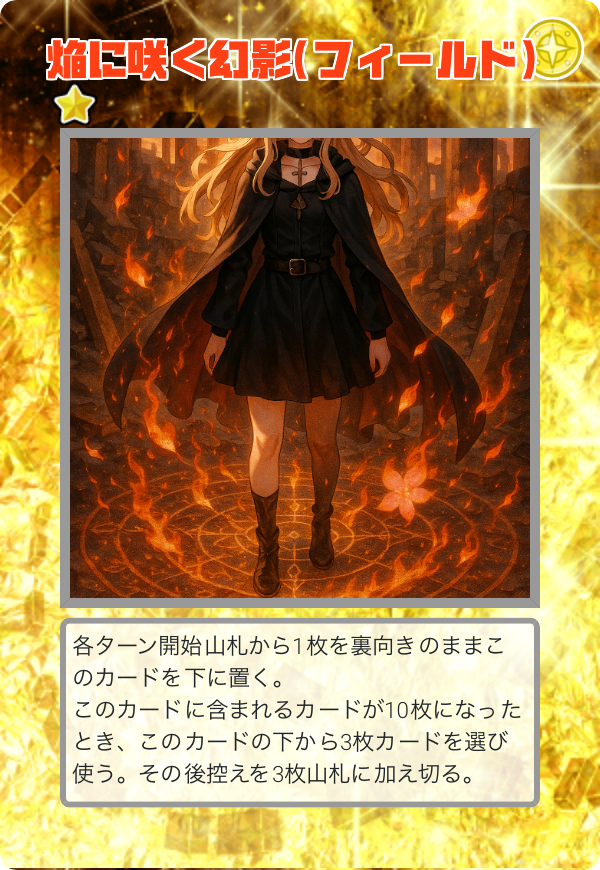 焔に咲く幻影(フィールド)
各ターン開始山札から1枚を裏向きのままこ
のカードを下に置く。
このカードに含まれるカードが10枚になった
とき、このカードの下から3枚カードを選び
使う。その後控えを3枚山札に加え切る。